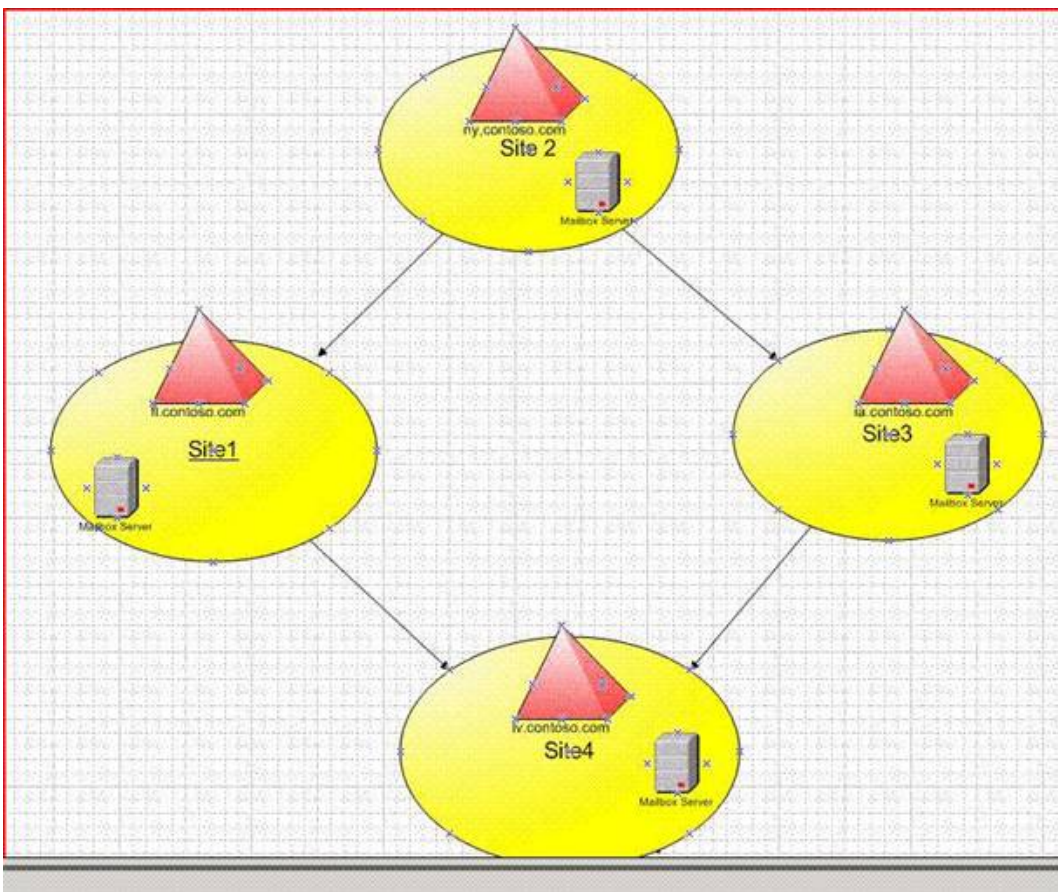 ny.contoso.com
Site 2
Mailbox Server
fl.contoso.com
Site1
Mailbox Server
la.contoso.com
Site3
Mailbox Server
lv.contoso.com
Site4
Mailbox Server